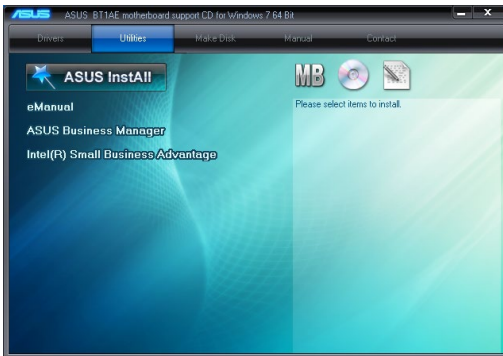 ASUS ASUS BT1AE motherboard support CD for Windows 7 64 Bit
Drivers Utilities Make Disk Manual Contact
ASUS InstAll
MB
Please select items to install.
eManual
ASUS Business Manager
Intel(R) Small Business Advantage